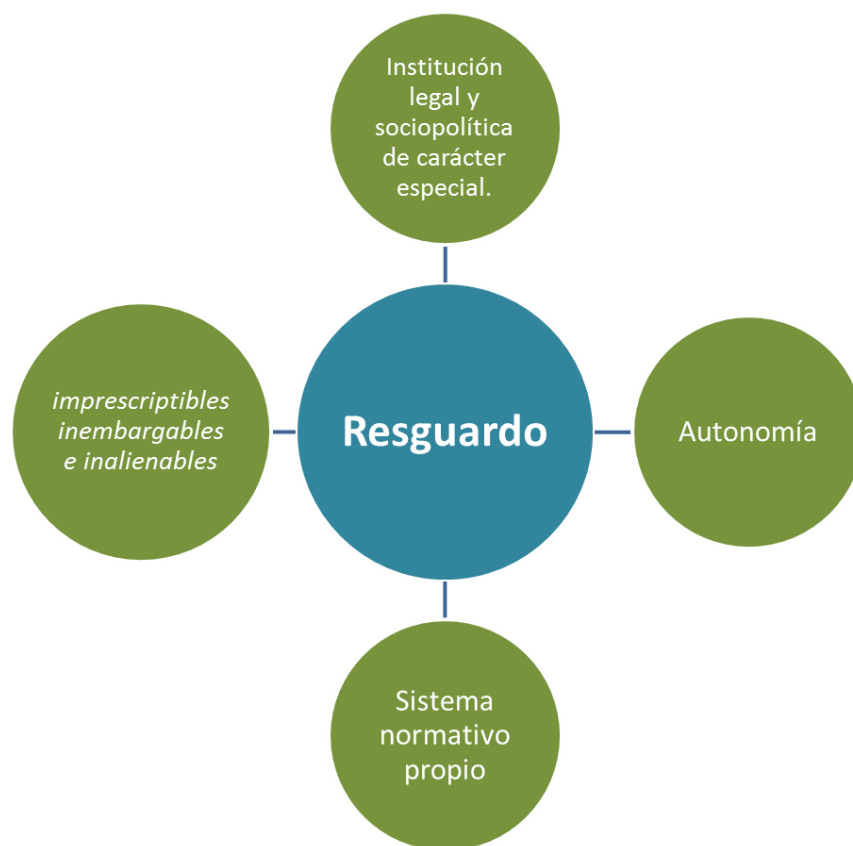 Institución
legal y
sociopolítica
de carácter
especial.
imprescriptibles
inembargables
e inalienables
Resguardo
Autonomía
Sistema
normativo
propio